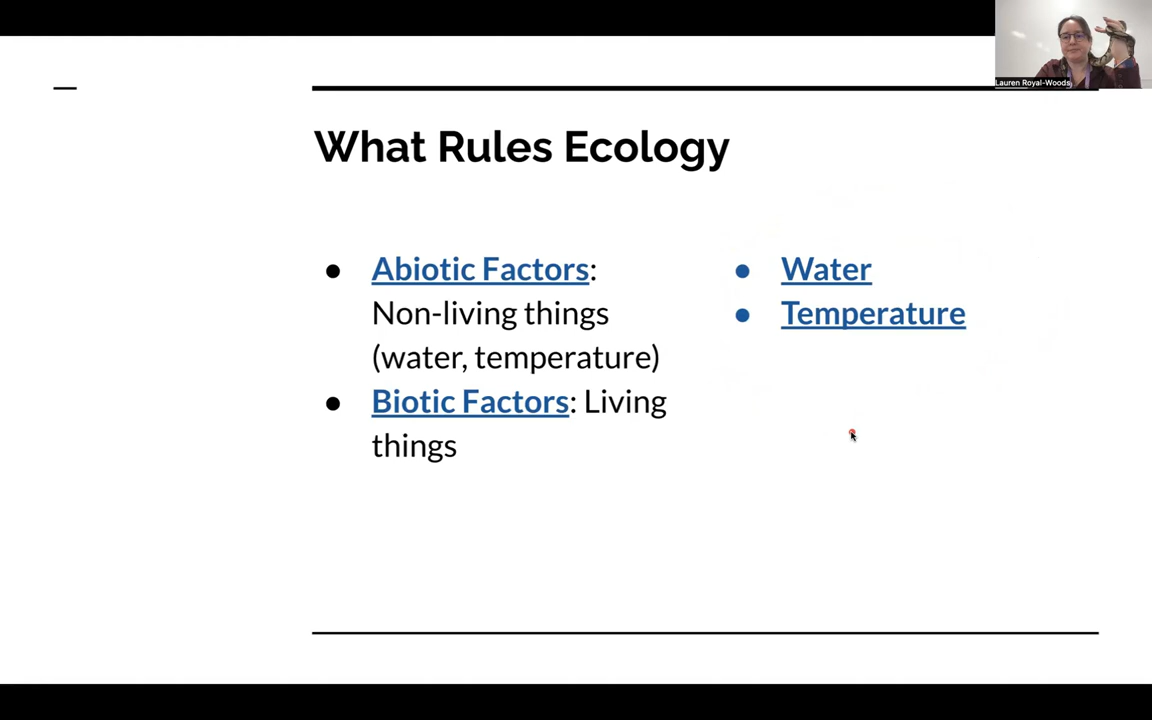 Lauren Royal-Woods
What Rules Ecology
● Abiotic Factors:
Non-living things
(water, temperature)
● Biotic Factors: Living
things
● Water
● Temperature